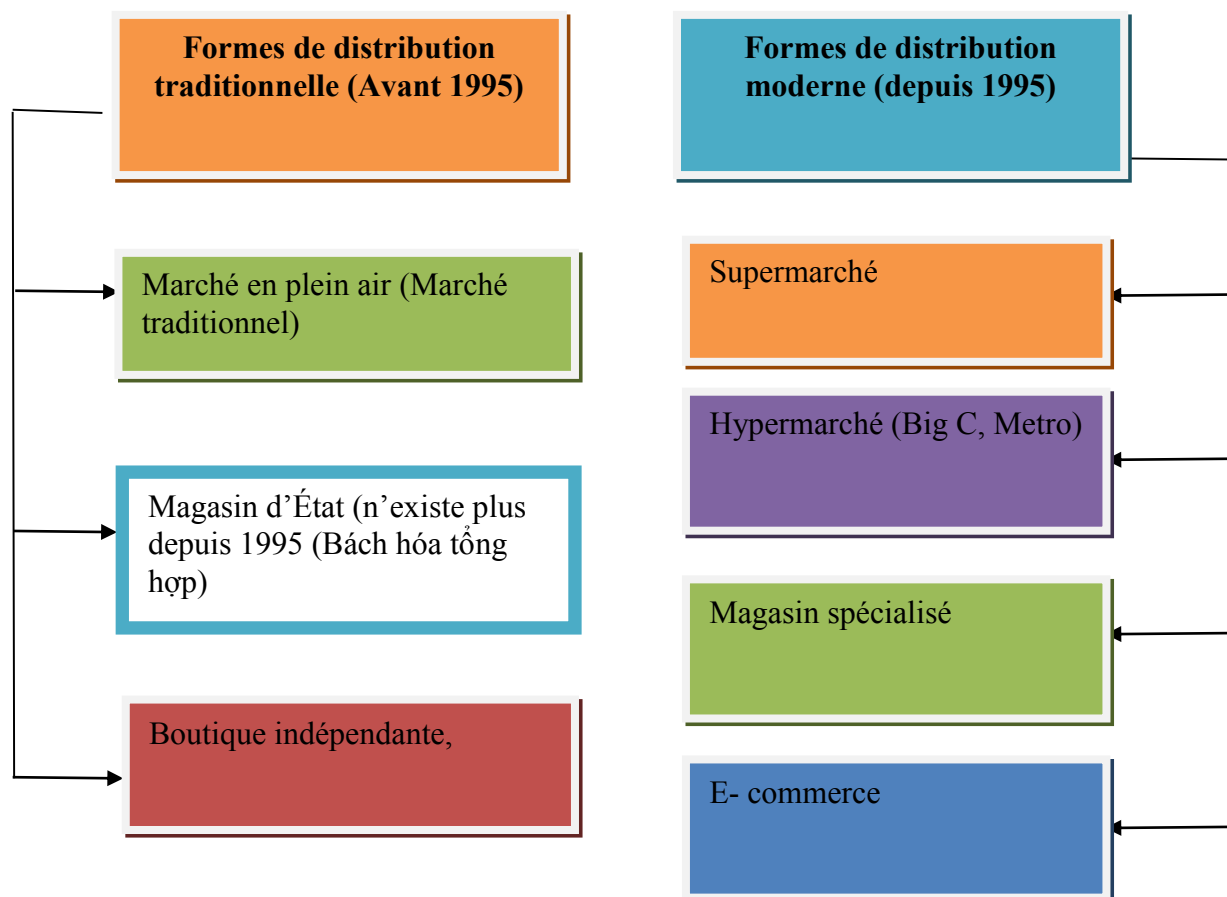 Formes de distribution
traditionnelle (Avant 1995)
Marché en plein air (Marché
traditionnel)
Magasin d’État (n’existe plus
depuis 1995 (Bách hóa tổng
hợp)
Boutique indépendante,
Formes de distribution
moderne (depuis 1995)
Supermarché
Hypermarché (Big C, Metro)
Magasin spécialisé
E- commerce